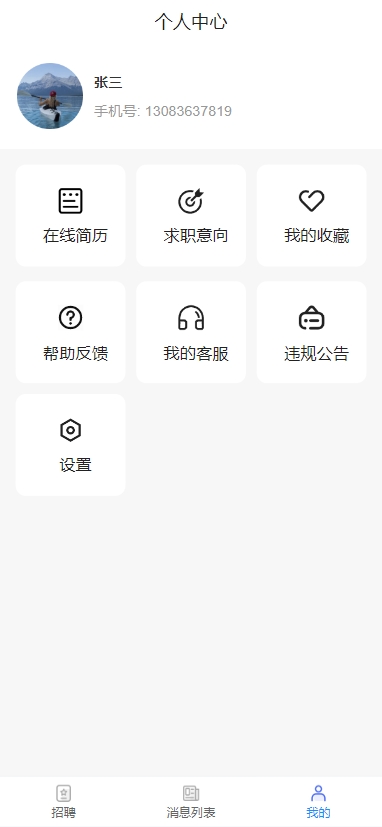 个人中心
张三
手机号: 13083637819
在线简历
求职意向
我的收藏
帮助反馈
我的客服
违规公告
设置
招聘
消息列表
我的